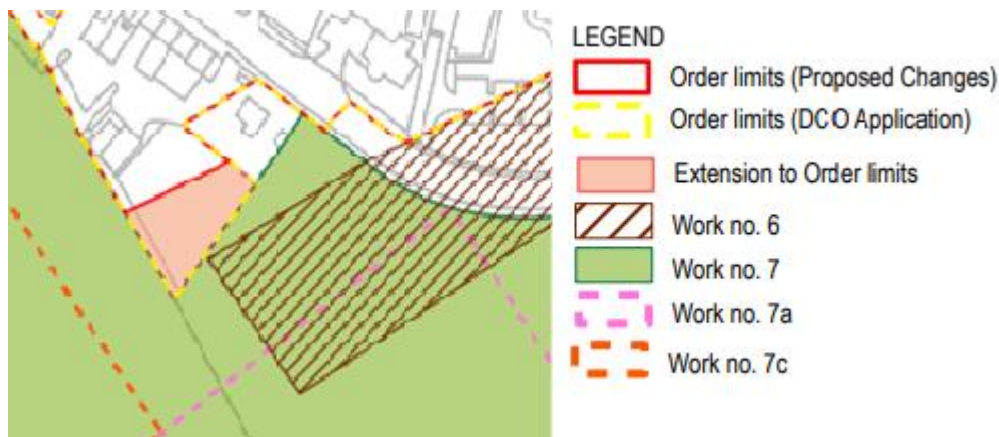 LEGEND
Order limits (Proposed Changes)
Order limits (DCO Application)
Extension to Order limits
Work no. 6
Work no. 7
Work no. 7a
Work no. 7c